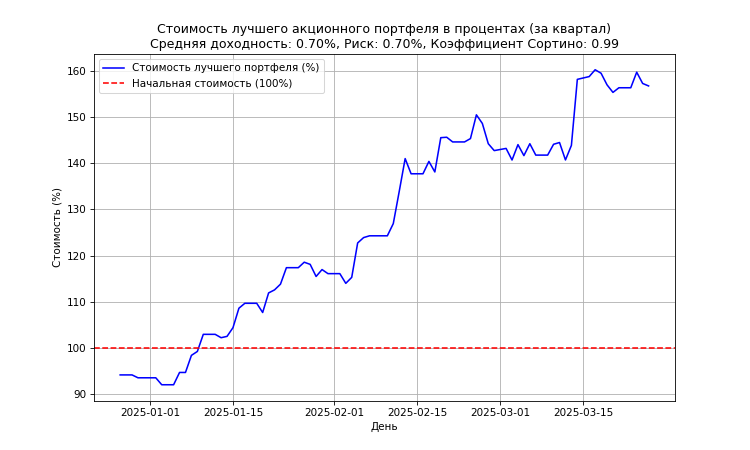 Стоимость лучшего акционного портфеля в процентах (за квартал)
Средняя доходность: 0.70%, Риск: 0.70%, Коэффициент Сортино: 0.99
Стоимость лучшего портфеля (%)
Начальная стоимость (100%)
Стоимость (%)
160
150
140
130
120
110
100
90
2025-01-01
2025-01-15
2025-02-01
2025-02-15
2025-03-01
2025-03-15
День